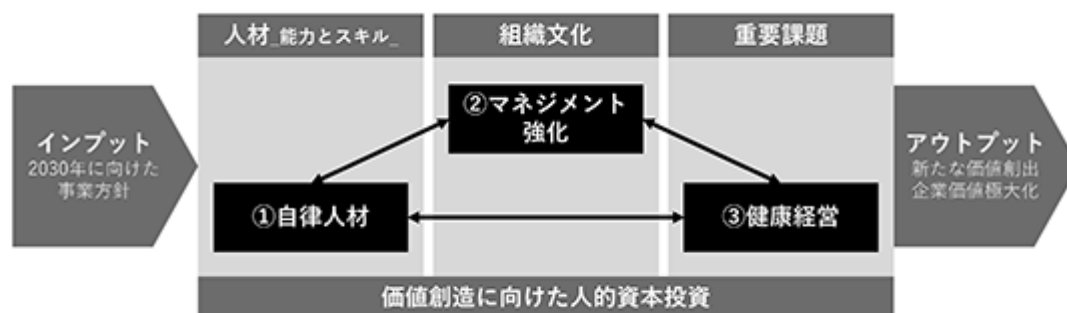 人材_能力とスキル_
組織文化
重要課題
インプット
2030年に向けた
事業方針
②マネジメント
強化
①自律人材
③健康経営
アウトプット
新たな価値創出
企業価値極大化
価値創造に向けた人的資本投資